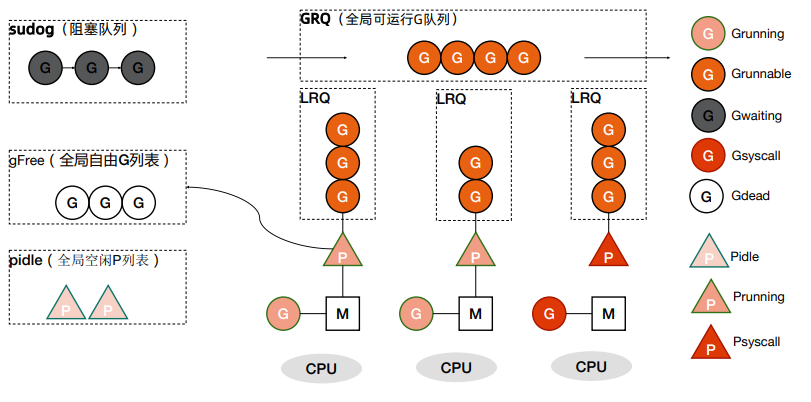 sudog（阻塞队列）
G G G
GRQ（全局可运行G队列）
G G G G
LRQ
G
G
G
LRQ
G
G
LRQ
G
G
G
gFree（全局自由G列表）
G G G
pidle（全局空闲P列表）
P P
P
P
P
G M
G M
G M
CPU
CPU
CPU
G Grunning
G Grunnable
G Gwaiting
G Gsyscall
G Gdead
P Pidle
P Prunning
P Psyscall